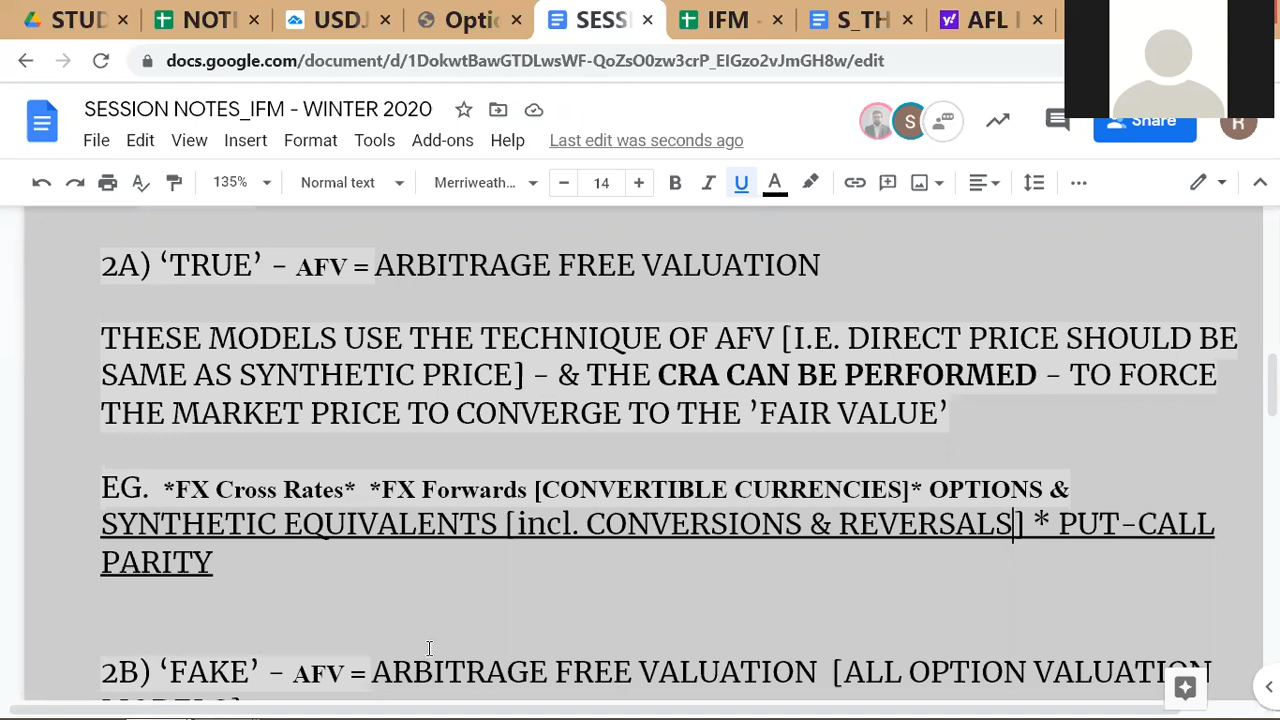 STUD
NOTI
USDJ
Optic
SESSI
IFM -
S_TH
AFL
docs.google.com/document/d/1DokwtBawGTDLwsWF-QoZsO0zw3crP_EIGzo2vJmGH8w/edit
SESSION NOTES_IFM - WINTER 2020
S
Share
R
File Edit View Insert Format Tools Add-ons Help Last edit was seconds ago
135% Normal text Merriweath... 14 B I U A
2A) ‘TRUE’ - AFV = ARBITRAGE FREE VALUATION
THESE MODELS USE THE TECHNIQUE OF AFV [I.E. DIRECT PRICE SHOULD BE
SAME AS SYNTHETIC PRICE] - & THE CRA CAN BE PERFORMED - TO FORCE
THE MARKET PRICE TO CONVERGE TO THE ’FAIR VALUE’
EG. *FX Cross Rates* *FX Forwards [CONVERTIBLE CURRENCIES]* OPTIONS &
SYNTHETIC EQUIVALENTS [incl. CONVERSIONS & REVERSALS] * PUT-CALL
PARITY
2B) ‘FAKE’ - AFV = ARBITRAGE FREE VALUATION [ALL OPTION VALUATION